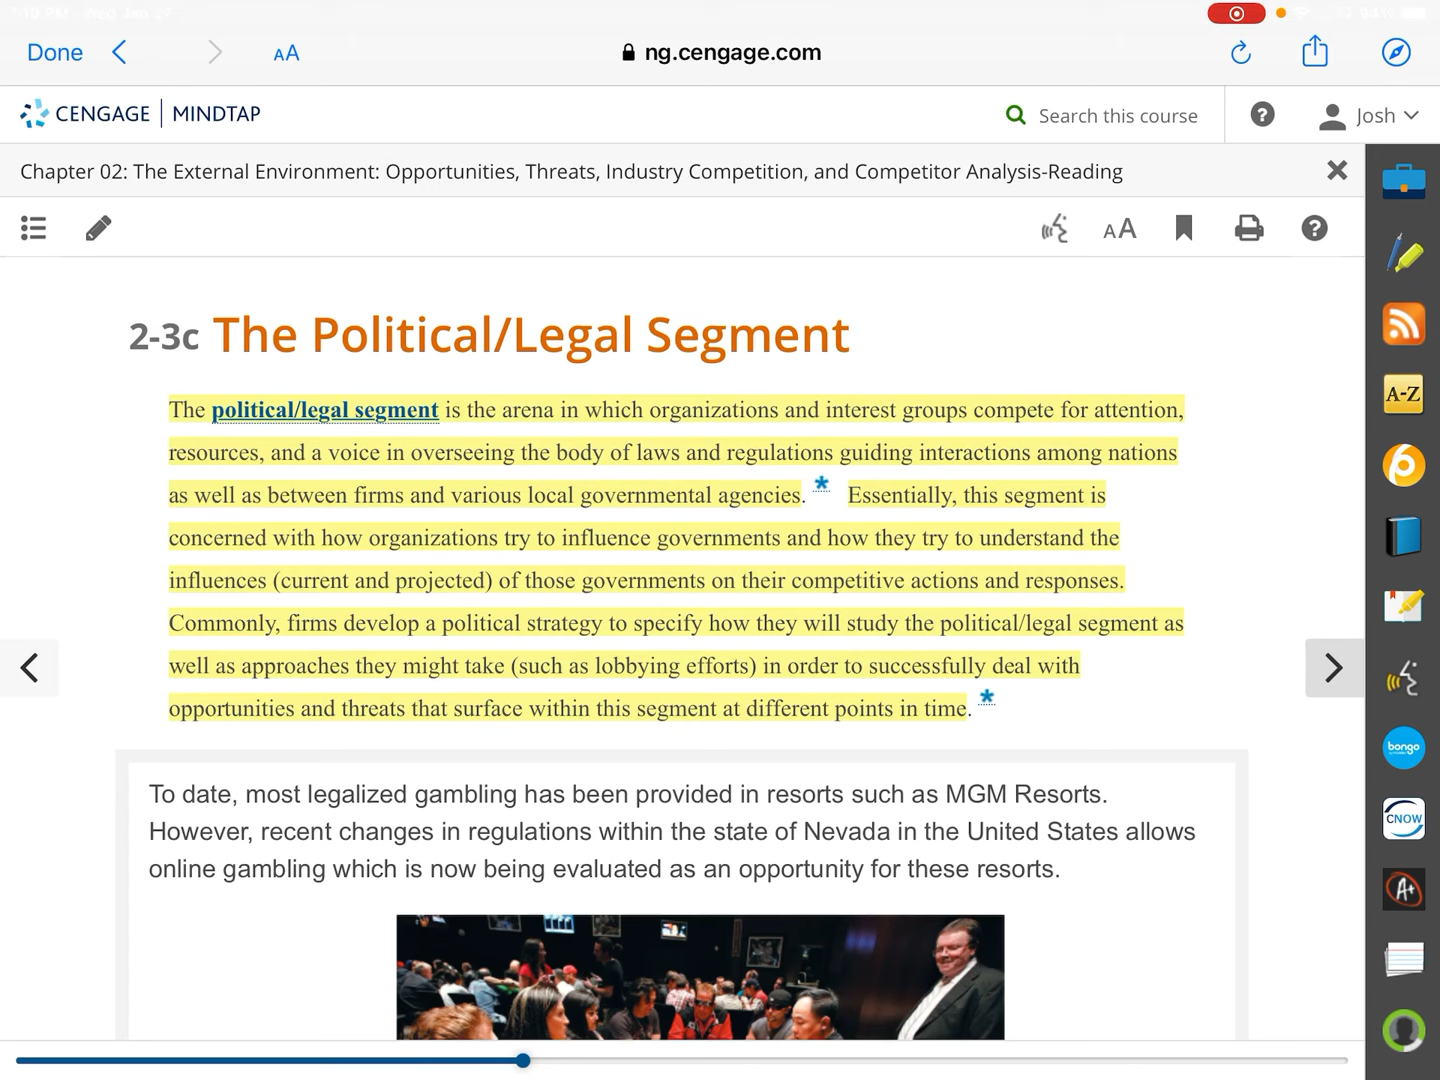 Done
AA
ng.cengage.com
CENGAGE | MINDTAP
Search this course
?
Josh
Chapter 02: The External Environment: Opportunities, Threats, Industry Competition, and Competitor Analysis-Reading
AA
?
A-Z
2-3c The Political/Legal Segment
The political/legal segment is the arena in which organizations and interest groups compete for attention,
resources, and a voice in overseeing the body of laws and regulations guiding interactions among nations
as well as between firms and various local governmental agencies. * Essentially, this segment is
concerned with how organizations try to influence governments and how they try to understand the
influences (current and projected) of those governments on their competitive actions and responses.
Commonly, firms develop a political strategy to specify how they will study the political/legal segment as
well as approaches they might take (such as lobbying efforts) in order to successfully deal with
opportunities and threats that surface within this segment at different points in time. *
bongo
To date, most legalized gambling has been provided in resorts such as MGM Resorts.
However, recent changes in regulations within the state of Nevada in the United States allows
online gambling which is now being evaluated as an opportunity for these resorts.
CNOW
A+